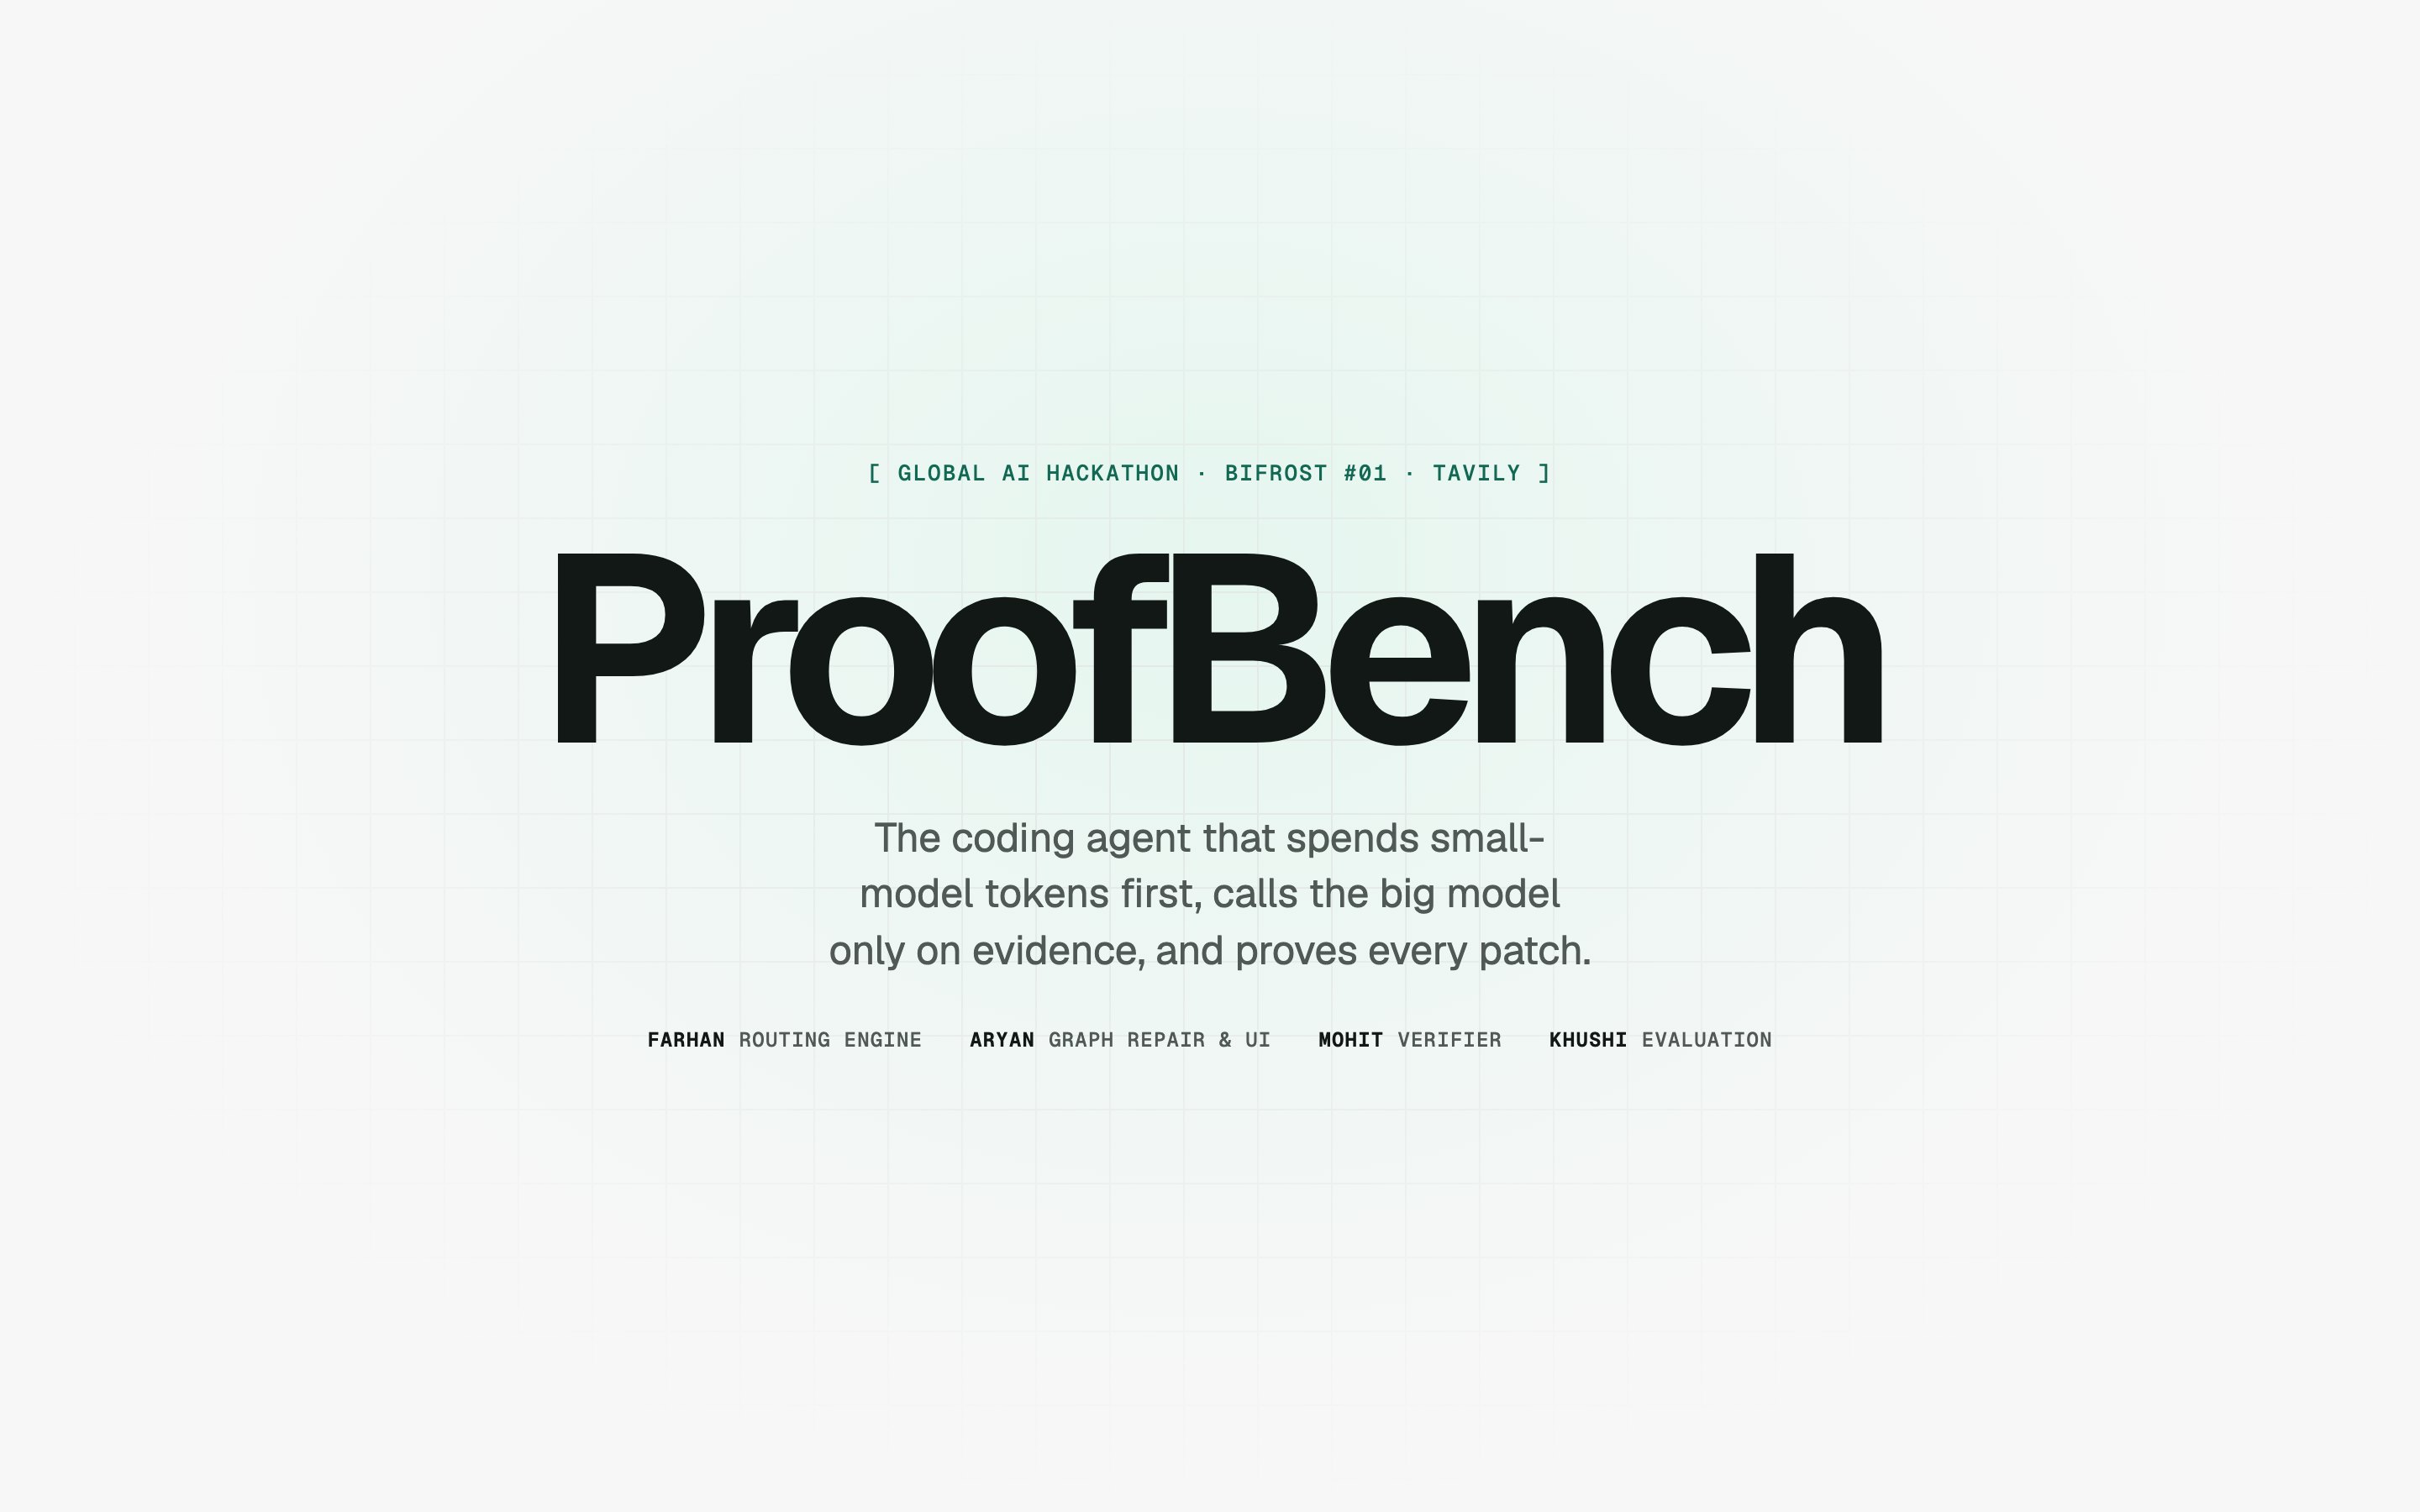 [ GLOBAL AI HACKATHON · BIFROST #01 · TAVILY ]
ProofBench
The coding agent that spends small-
model tokens first, calls the big model
only on evidence, and proves every patch.
FARHAN ROUTING ENGINE ARYAN GRAPH REPAIR & UI MOHIT VERIFIER KHUSHI EVALUATION